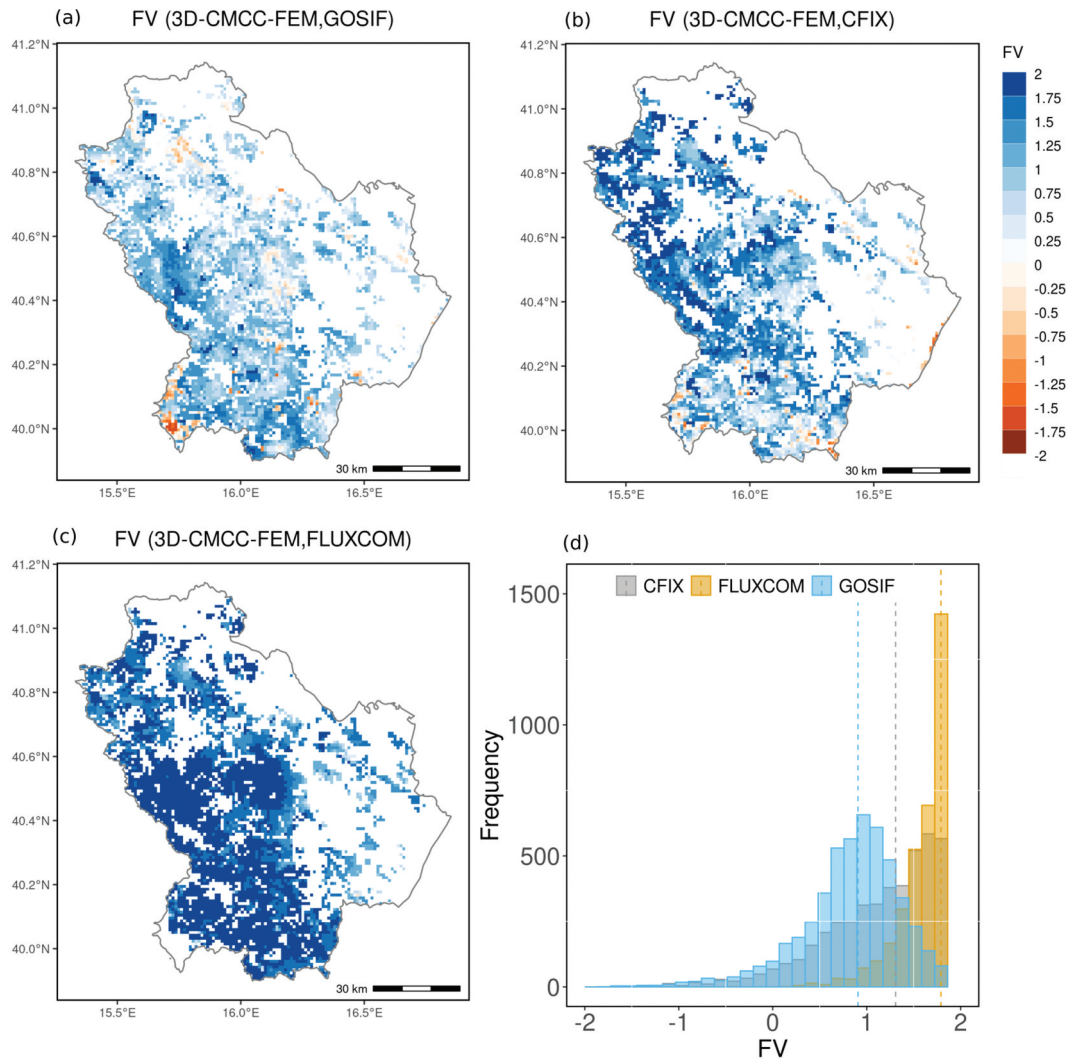 (a) FV (3D-CMCC-FEM,GOSIF)
41.2°N
41.0°N
40.8°N
40.6°N
40.4°N
40.2°N
40.0°N
30 km
15.5°E 16.0°E 16.5°E
(b) FV (3D-CMCC-FEM,CFIX)
41.2°N
41.0°N
40.8°N
40.6°N
40.4°N
40.2°N
40.0°N
30 km
15.5°E 16.0°E 16.5°E
FV
2
1.75
1.5
1.25
1
0.75
0.5
0.25
0
-0.25
-0.5
-0.75
-1
-1.25
-1.5
-1.75
-2
(c) FV (3D-CMCC-FEM,FLUXCOM)
41.2°N
41.0°N
40.8°N
40.6°N
40.4°N
40.2°N
40.0°N
30 km
15.5°E 16.0°E 16.5°E
(d)
CFIX FLUXCOM GOSIF
Frequency
1500
1000
500
0
-2 -1 0 1 2
FV